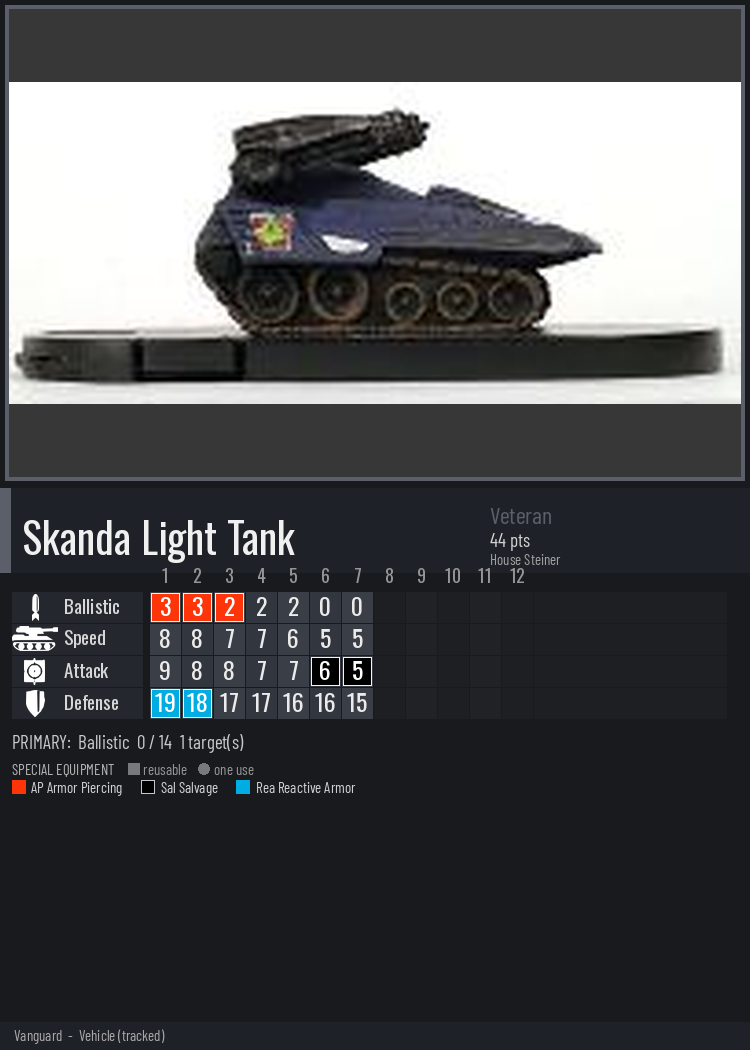 Skanda Light Tank
Veteran
44 pts
House Steiner
1 2 3 4 5 6 7 8 9 10 11 12
Ballistic 3 3 2 2 2 0 0
Speed 8 8 7 7 6 5 5
Attack 9 8 8 7 7 6 5
Defense 19 18 17 17 16 16 15
PRIMARY: Ballistic 0 / 14 1 target(s)
SPECIAL EQUIPMENT reusable one use
AP Armor Piercing Sal Salvage Rea Reactive Armor
Vanguard - Vehicle (tracked)